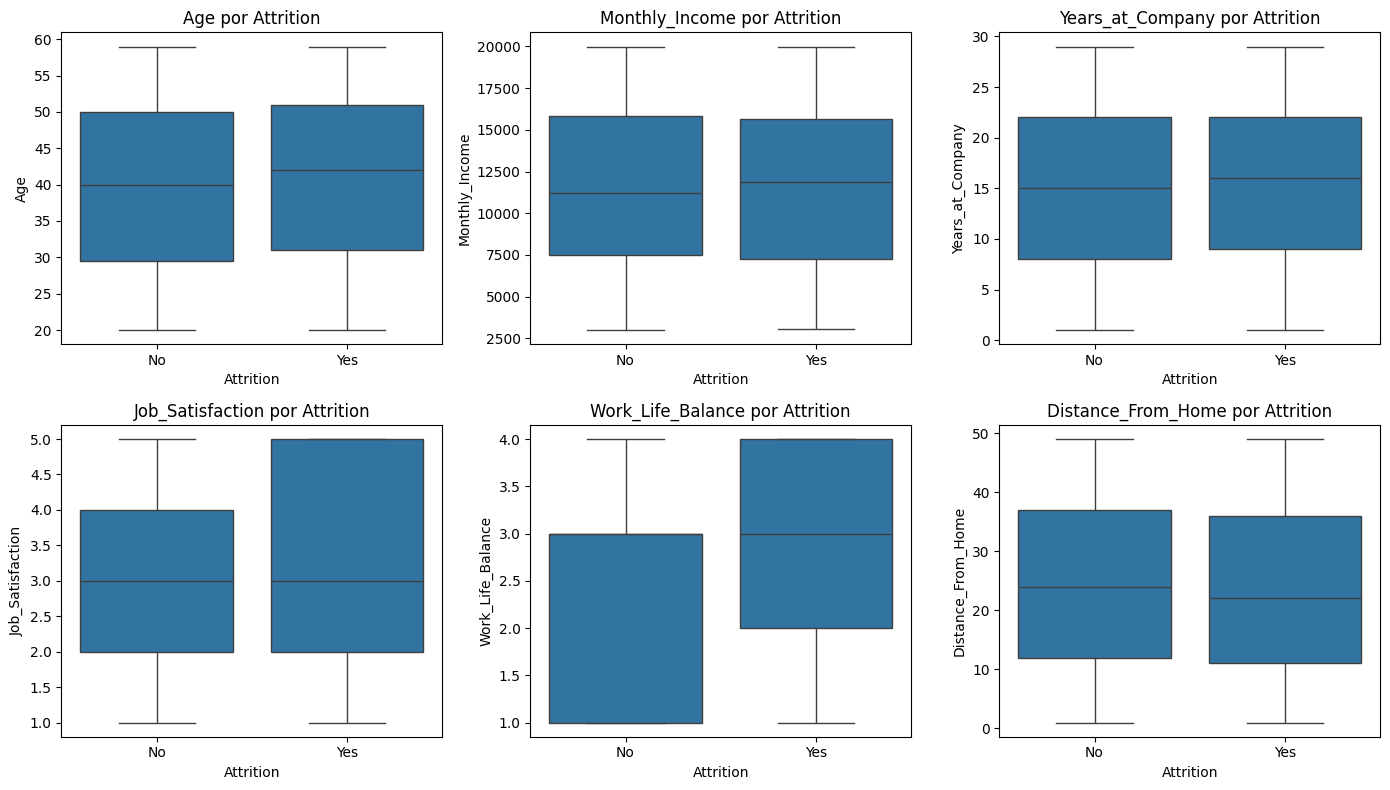 Age por Attrition
Age
60
55
50
45
40
35
30
25
20
No
Yes
Attrition
Monthly_Income por Attrition
Monthly_Income
20000
17500
15000
12500
10000
7500
5000
2500
No
Yes
Attrition
Years_at_Company por Attrition
Years_at_Company
30
25
20
15
10
5
0
No
Yes
Attrition
Job_Satisfaction por Attrition
Job_Satisfaction
5.0
4.5
4.0
3.5
3.0
2.5
2.0
1.5
1.0
No
Yes
Attrition
Work_Life_Balance por Attrition
Work_Life_Balance
4.0
3.5
3.0
2.5
2.0
1.5
1.0
No
Yes
Attrition
Distance_From_Home por Attrition
Distance_From_Home
50
40
30
20
10
0
No
Yes
Attrition